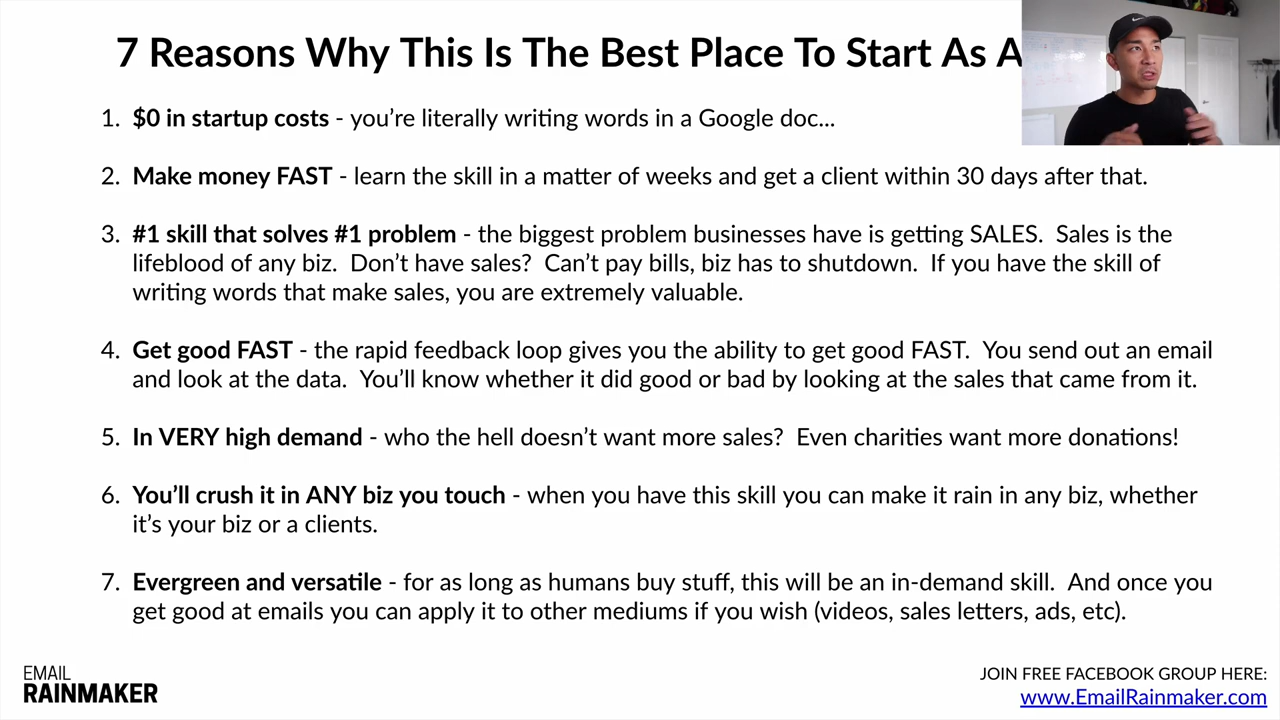 7 Reasons Why This Is The Best Place To Start As A
1. $0 in startup costs - you're literally writing words in a Google doc...
2. Make money FAST - learn the skill in a matter of weeks and get a client within 30 days after that.
3. #1 skill that solves #1 problem - the biggest problem businesses have is getting SALES.  Sales is the
lifeblood of any biz.  Don't have sales?  Can't pay bills, biz has to shutdown.  If you have the skill of
writing words that make sales, you are extremely valuable.
4. Get good FAST - the rapid feedback loop gives you the ability to get good FAST.  You send out an email
and look at the data.  You'll know whether it did good or bad by looking at the sales that came from it.
5. In VERY high demand - who the hell doesn't want more sales?  Even charities want more donations!
6. You'll crush it in ANY biz you touch - when you have this skill you can make it rain in any biz, whether
it's your biz or a clients.
7. Evergreen and versatile - for as long as humans buy stuff, this will be an in-demand skill.  And once you
get good at emails you can apply it to other mediums if you wish (videos, sales letters, ads, etc).
EMAIL
RAINMAKER
JOIN FREE FACEBOOK GROUP HERE:
www.EmailRainmaker.com